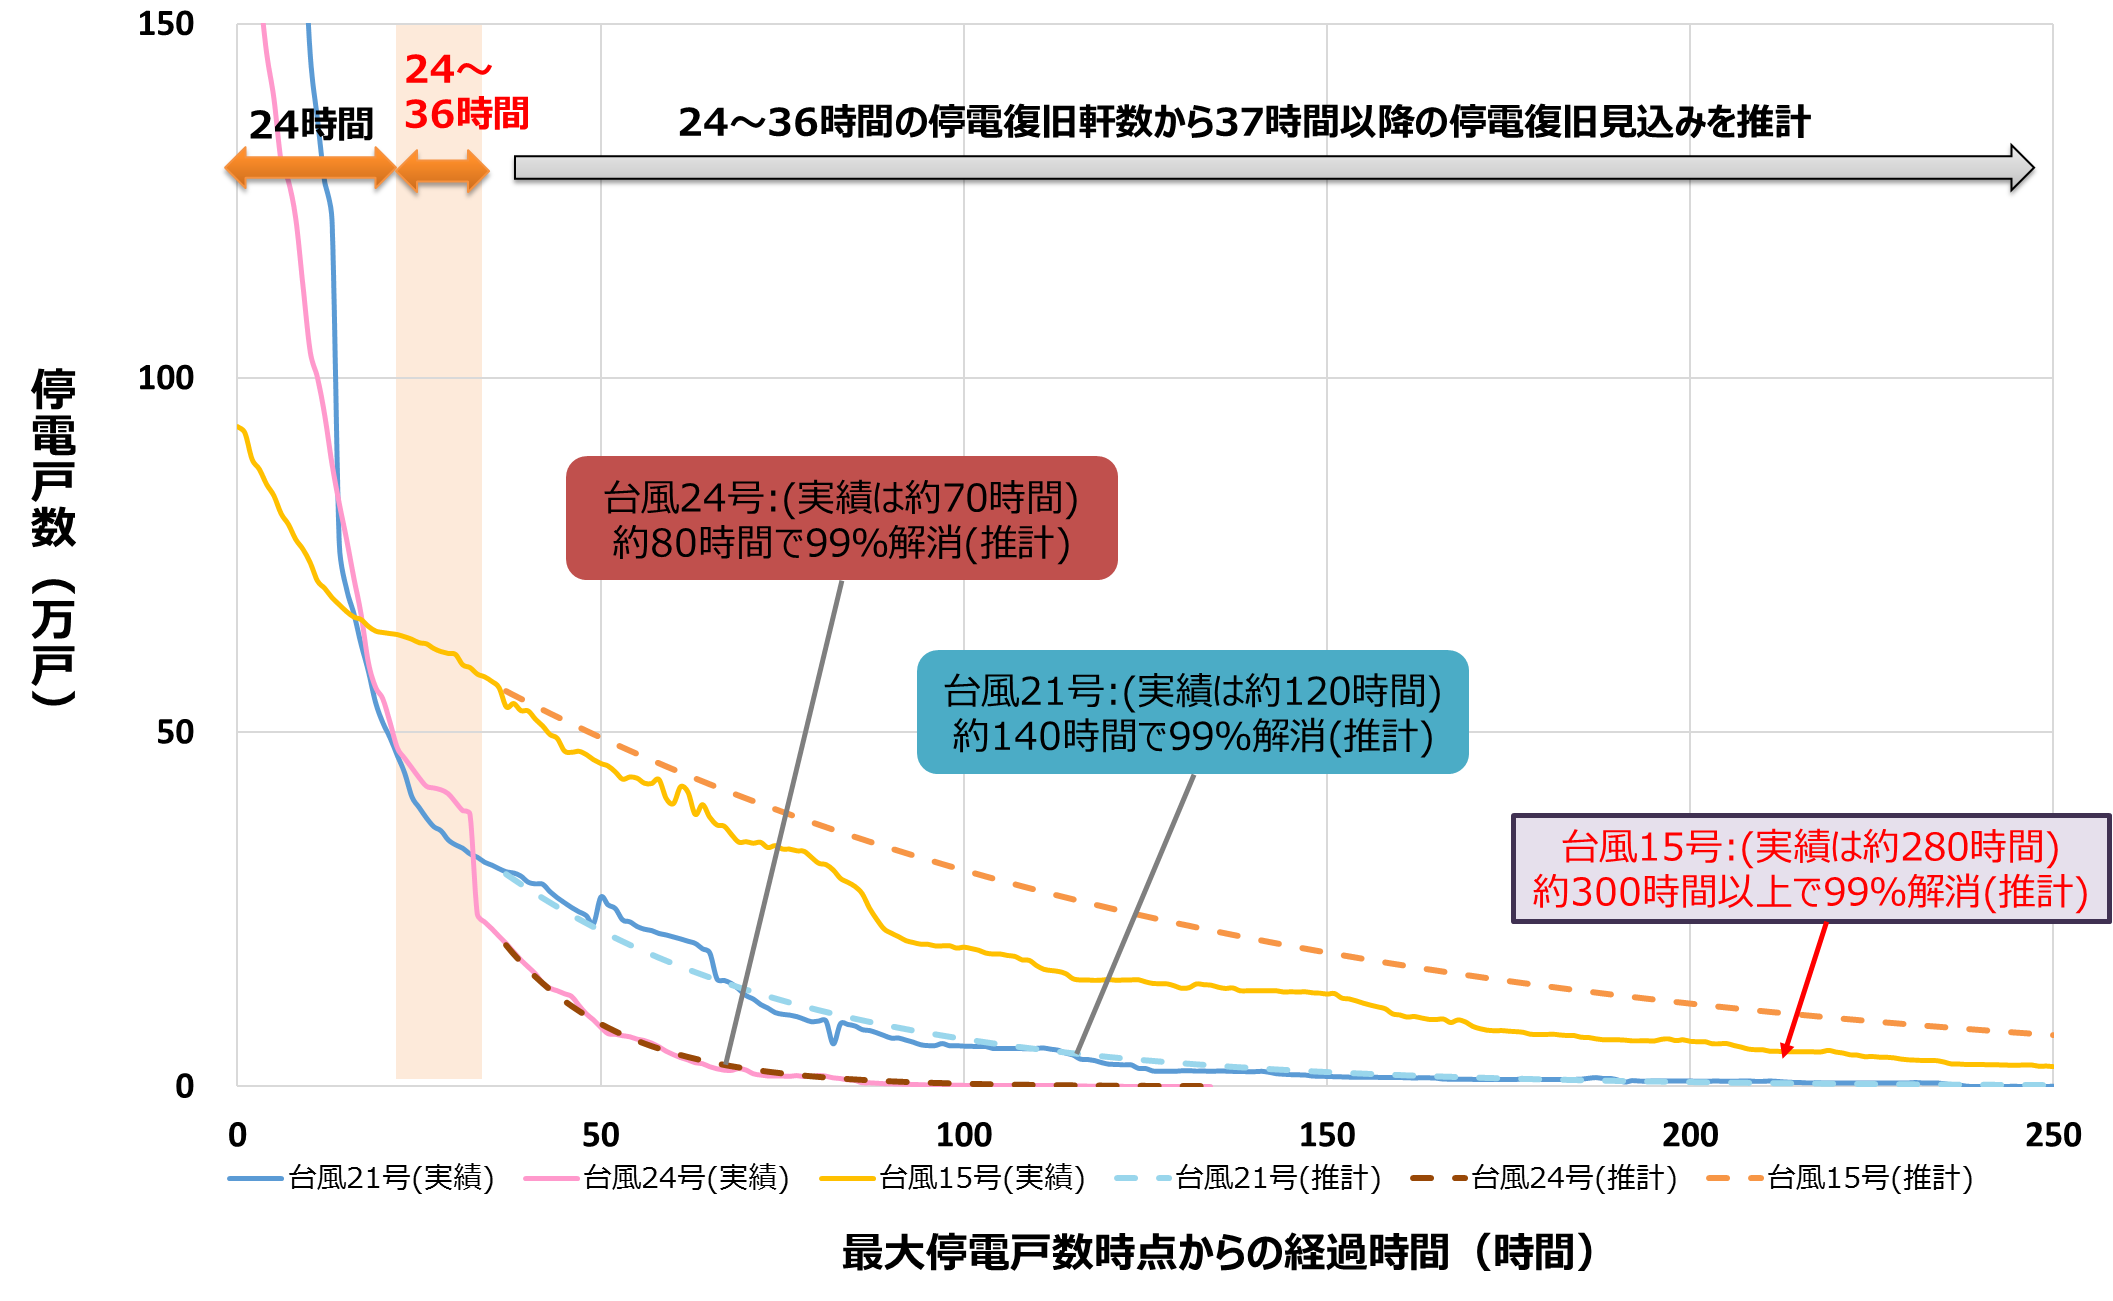 150
100
50
0
停電戸数（万戸）
24時間
24～
36時間
24～36時間の停電復旧軒数から37時間以降の停電復旧見込みを推計
台風24号:(実績は約70時間)
約80時間で99%解消(推計)
台風21号:(実績は約120時間)
約140時間で99%解消(推計)
台風15号:(実績は約280時間)
約300時間以上で99%解消(推計)
0 50 100 150 200 250
台風21号(実績) 台風24号(実績) 台風15号(実績) 台風21号(推計) 台風24号(推計) 台風15号(推計)
最大停電戸数時点からの経過時間（時間）